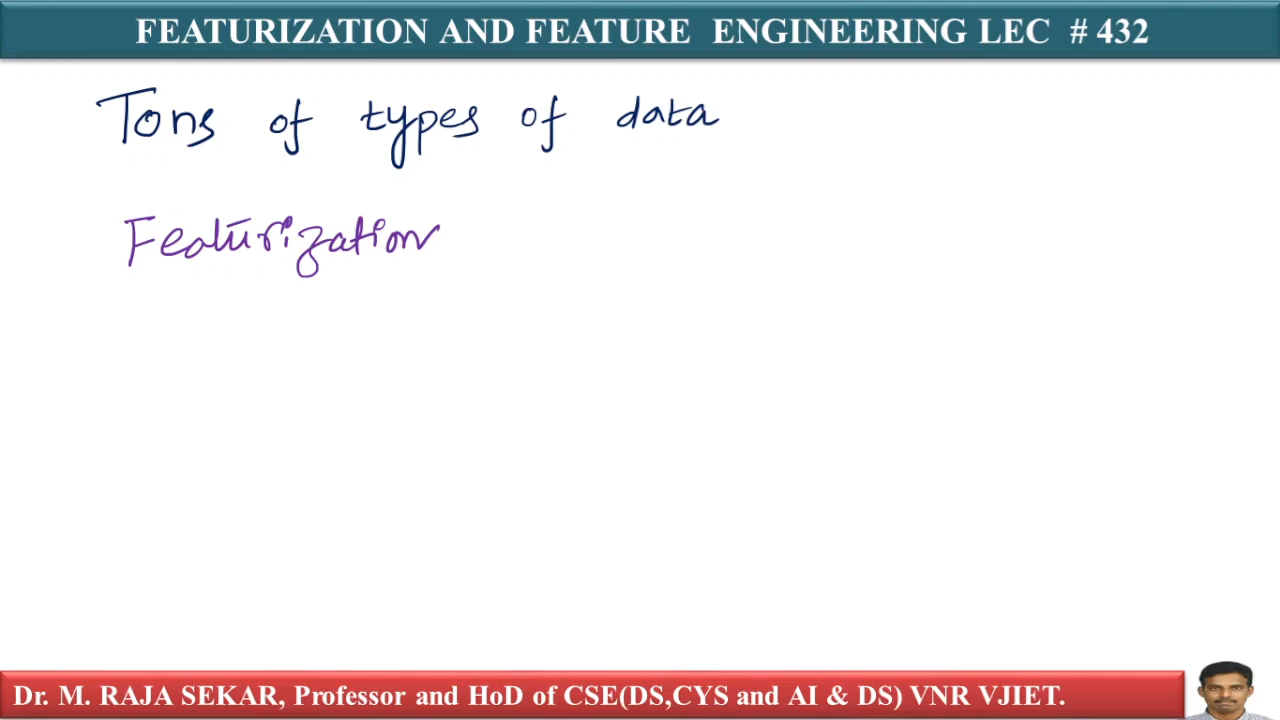 FEATURIZATION AND FEATURE ENGINEERING LEC # 432
Tons of types of data
Featurization
Dr. M. RAJA SEKAR, Professor and HoD of CSE(DS,CYS and AI & DS) VNR VJIET.